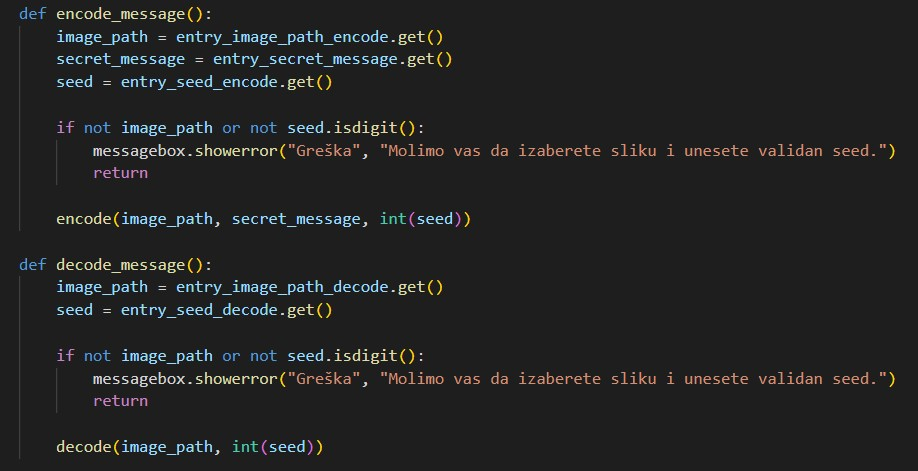 def encode_message():
    image_path = entry_image_path_encode.get()
    secret_message = entry_secret_message.get()
    seed = entry_seed_encode.get()

    if not image_path or not seed.isdigit():
        messagebox.showerror("Greška", "Molimo vas da izaberete sliku i unesete validan seed.")
        return

    encode(image_path, secret_message, int(seed))

def decode_message():
    image_path = entry_image_path_decode.get()
    seed = entry_seed_decode.get()

    if not image_path or not seed.isdigit():
        messagebox.showerror("Greška", "Molimo vas da izaberete sliku i unesete validan seed.")
        return

    decode(image_path, int(seed))